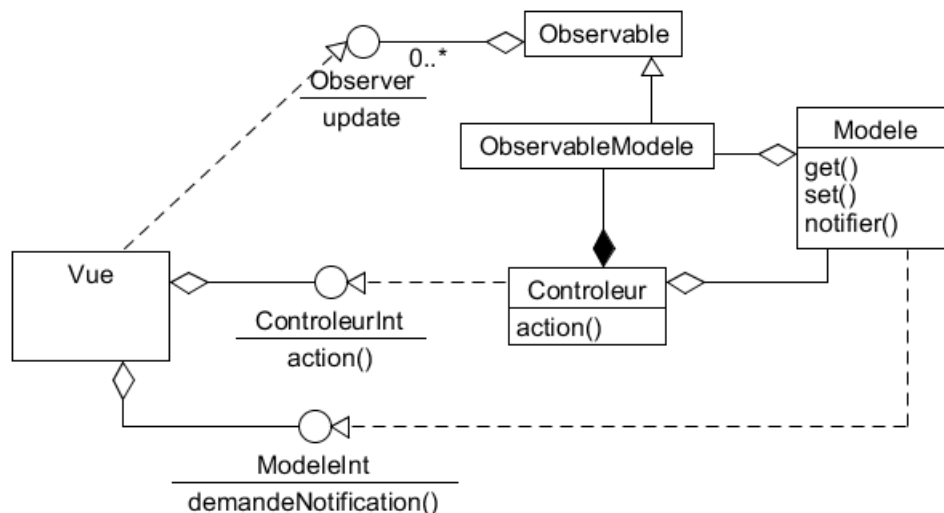 Observable
0..*
Observer
update
ObservableModele
Modele
get()
set()
notifier()
Vue
Controleur
action()
ControleurInt
action()
ModeleInt
demandeNotification()